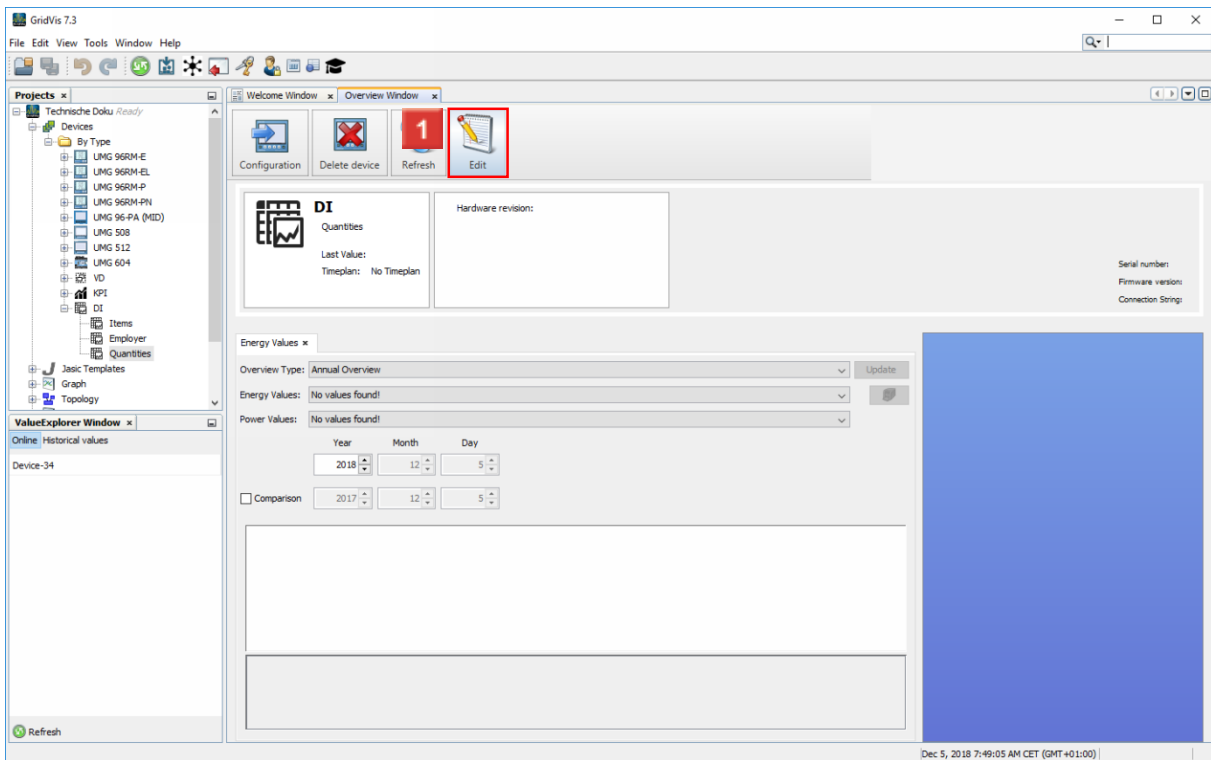 GridVis 7.3
File Edit View Tools Window Help
Projects
Technische Doku Ready
Devices
By Type
UMG 96RM-E
UMG 96RM-EL
UMG 96RM-P
UMG 96RM-PN
UMG 96-PA (MID)
UMG 508
UMG 512
UMG 604
VD
KPI
DI
Items
Employer
Quantities
Jasic Templates
Graph
Topology
ValueExplorer Window
Online Historical values
Device-34
Refresh
Welcome Window Overview Window
1
Configuration Delete device Refresh Edit
DI
Quantities
Last Value:
Timeplan: No Timeplan
Hardware revision:
Serial number:
Firmware version:
Connection String:
Energy Values
Overview Type: Annual Overview Update
Energy Values: No values found!
Power Values: No values found!
Year Month Day
2018 12 5
Comparison 2017 12 5
Dec 5, 2018 7:49:05 AM CET (GMT+01:00)